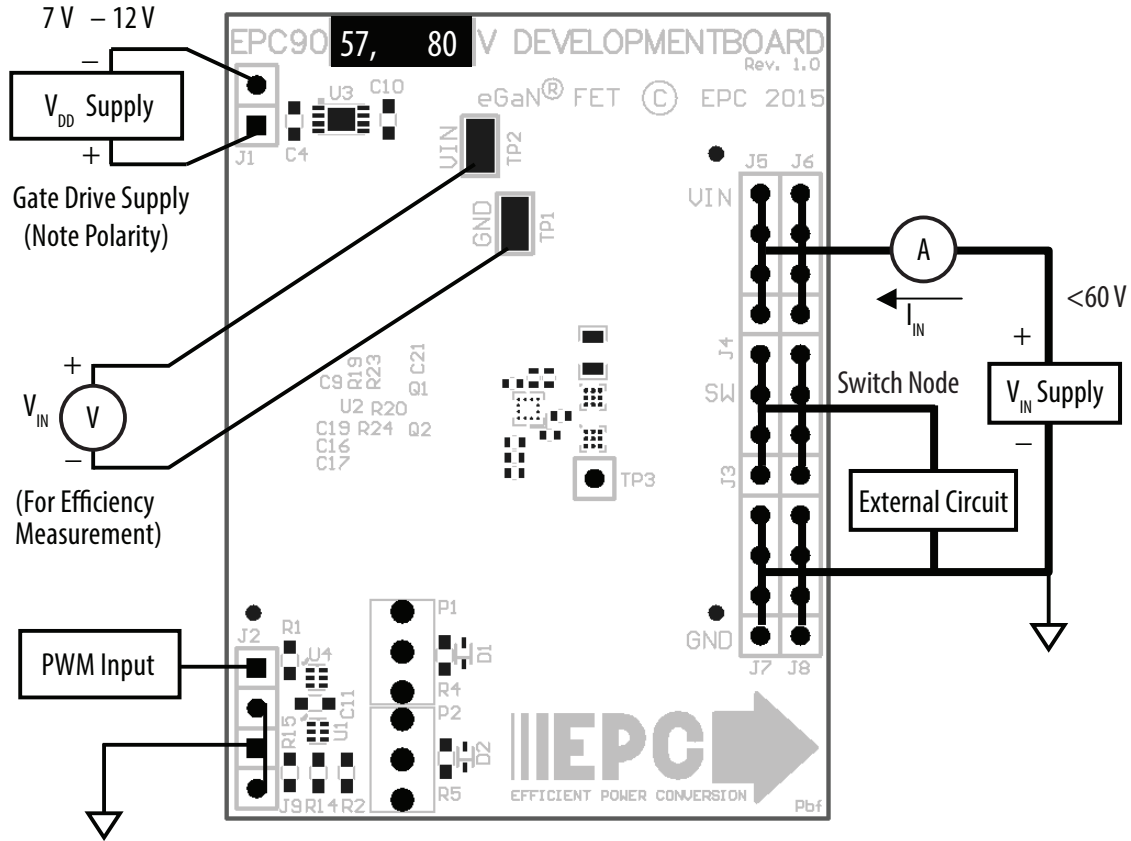 7 V – 12 V
EPC90 57, 80 V DEVELOPMENTBOARD
Rev. 1.0
–
V_DD Supply
+
U3
C10
C4
J1
eGaN® FET © EPC 2015
VIN
TP2
GND
TP1
Gate Drive Supply
(Note Polarity)
J5 J6
VIN
A
I_IN
<60 V
+
V_IN Supply
–
J4
SW
Switch Node
J3
External Circuit
+
V_IN
V
–
(For Efficiency
Measurement)
C9 R19 R23 C21
Q1
U2 R20
C19 R24 Q2
C16
C17
TP3
GND
J7 J8
PWM Input
J2
R1
U4
C11
R15
U1
J9 R14 R2
P1
D1
R4
P2
D2
R5
EPC
EFFICIENT POWER CONVERSION
Pbf